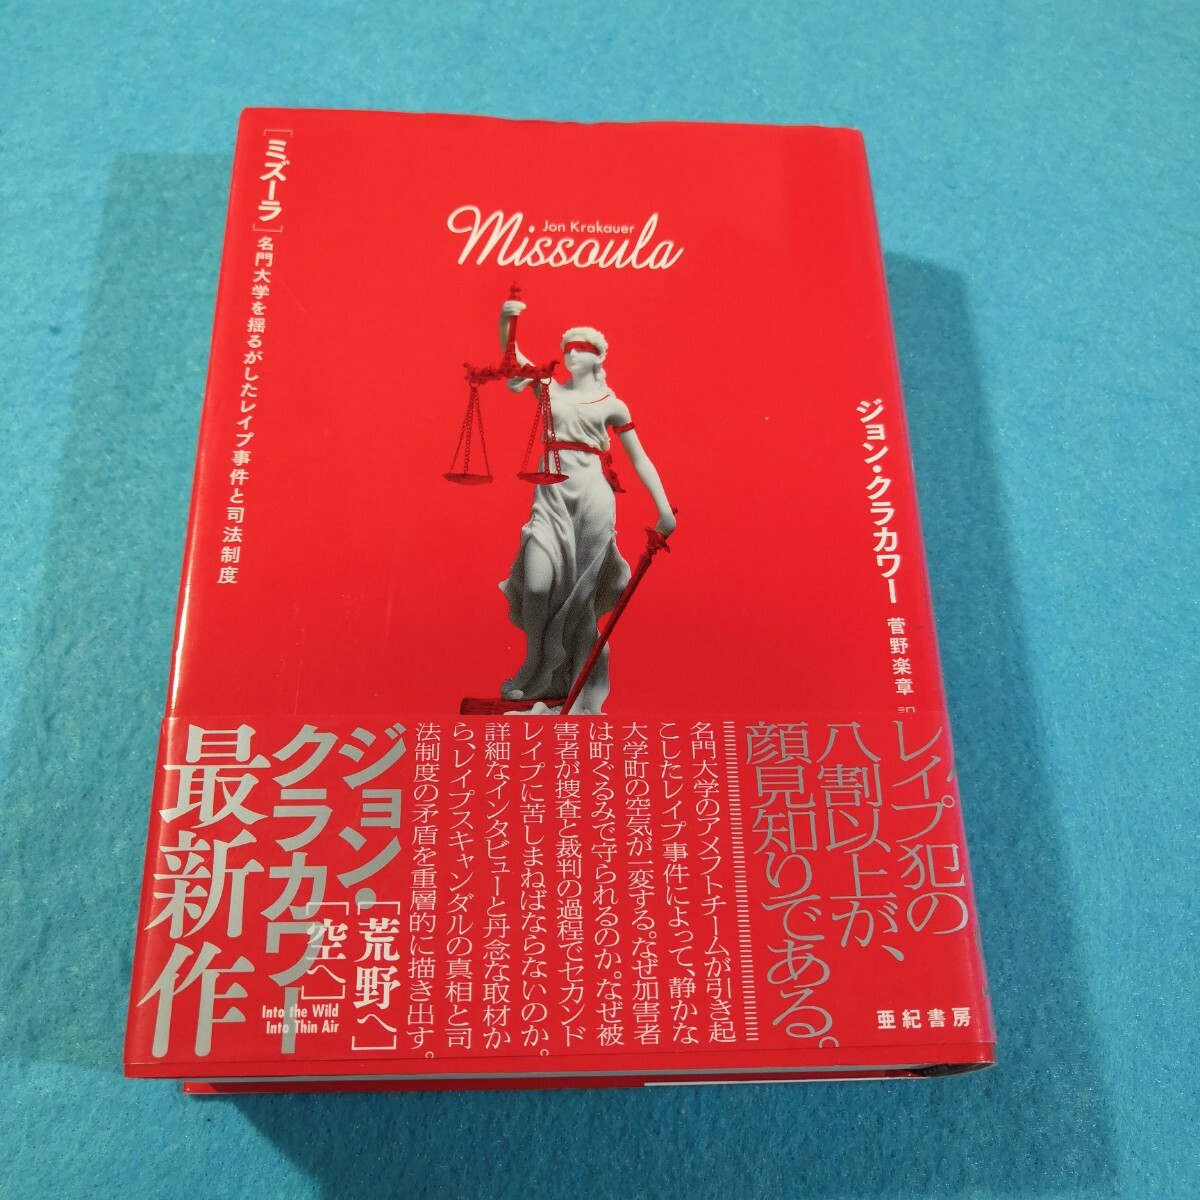 Jon Krakauer
Missoula
[ミズーラ]名門大学を揺るがしたレイプ事件と司法制度
ジョン・クラカワー
菅野楽章
レイプ犯の
八割以上が、
顔見知りである。
名門大学のアメフトチームが引き起
こしたレイプ事件によって、静かな
大学町の空気が一変する。なぜ加害者
は町ぐるみで守られるのか。なぜ被
害者が捜査と裁判の過程でセカンド
レイプに苦しまねばならないのか。
詳細なインタビューと丹念な取材か
ら、レイプスキャンダルの真相と司
法制度の矛盾を重層的に描き出す。
[荒野へ]
[空へ]
Into the Wild
Into Thin Air
ジョン・
クラカワー
最新作
亜紀書房